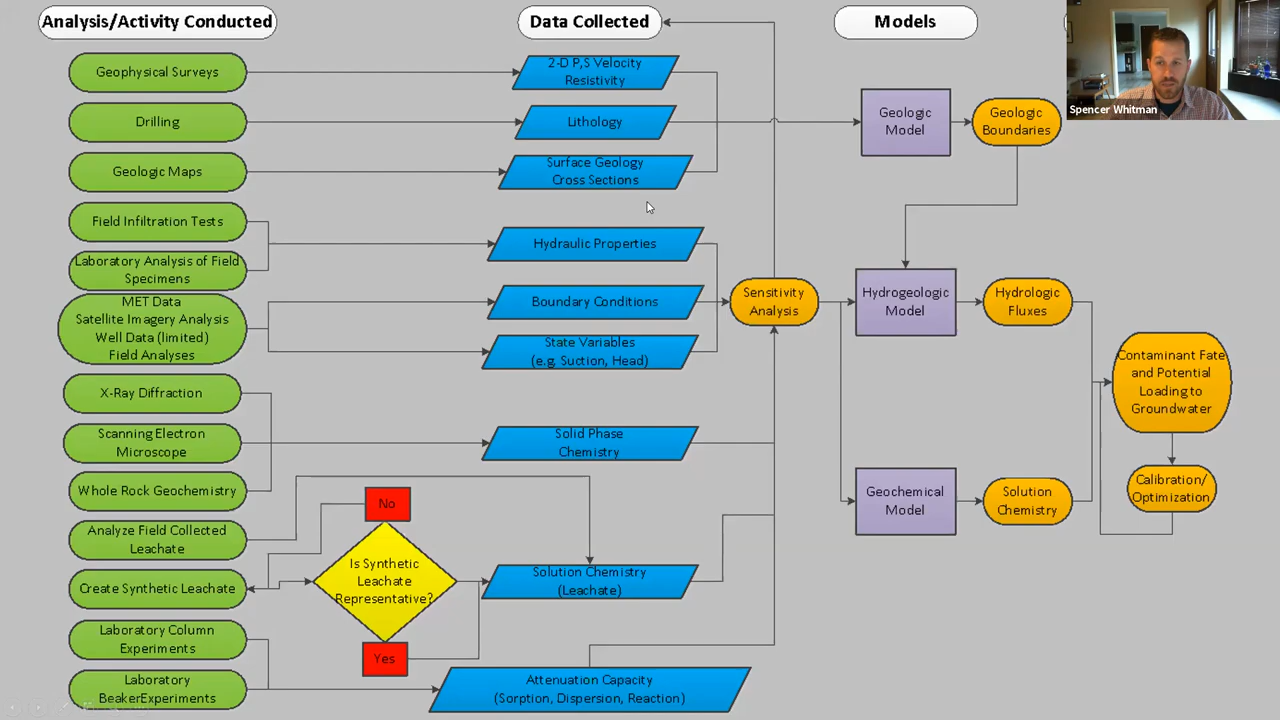 Analysis/Activity Conducted
Data Collected
Models
Geophysical Surveys
Drilling
Geologic Maps
Field Infiltration Tests
Laboratory Analysis of Field
Specimens
MET Data
Satellite Imagery Analysis
Well Data (limited)
Field Analyses
X-Ray Diffraction
Scanning Electron
Microscope
Whole Rock Geochemistry
Analyze Field Collected
Leachate
Create Synthetic Leachate
Laboratory Column
Experiments
Laboratory
BeakerExperiments
No
Is Synthetic
Leachate
Representative?
Yes
2-D P,S Velocity
Resistivity
Lithology
Surface Geology
Cross Sections
Hydraulic Properties
Boundary Conditions
State Variables
(e.g. Suction, Head)
Solid Phase
Chemistry
Solution Chemistry
(Leachate)
Attenuation Capacity
(Sorption, Dispersion, Reaction)
Sensitivity
Analysis
Geologic
Model
Geologic
Boundaries
Hydrogeologic
Model
Hydrologic
Fluxes
Geochemical
Model
Solution
Chemistry
Contaminant Fate
and Potential
Loading to
Groundwater
Calibration/
Optimization
Spencer Whitman